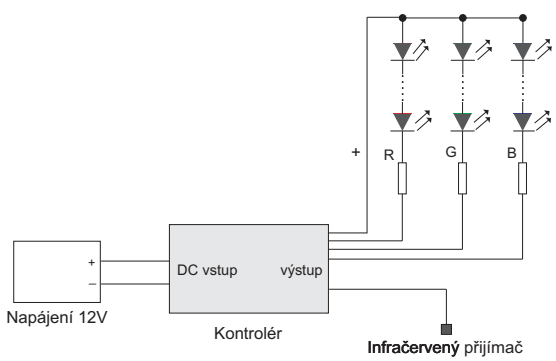 +
R
G
B
+
−
DC vstup
výstup
Napájení 12V
Kontrolér
Infračervený přijímač